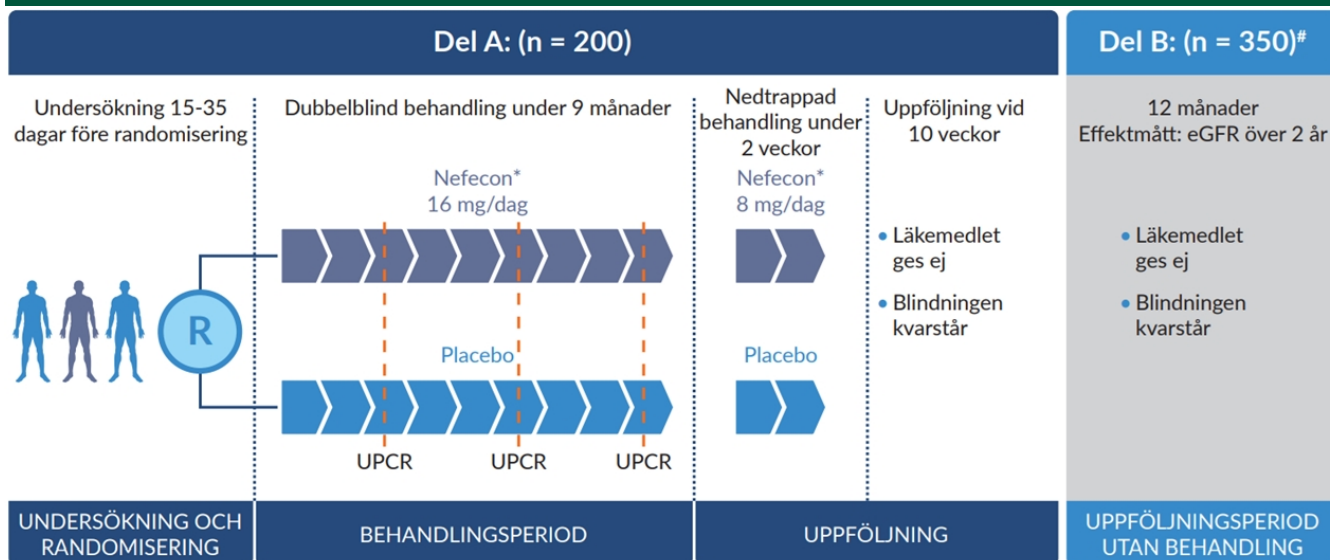 Del A: (n = 200)
Del B: (n = 350)#
Undersökning 15-35
dagar före randomisering
Dubbelblind behandling under 9 månader
Nedtrappad
behandling under
2 veckor
Uppföljning vid
10 veckor
12 månader
Effektmått: eGFR över 2 år
Nefecon*
16 mg/dag
Nefecon*
8 mg/dag
• Läkemedlet
ges ej
• Blindningen
kvarstår
• Läkemedlet
ges ej
• Blindningen
kvarstår
R
Placebo
Placebo
UPCR
UPCR
UPCR
UNDERSÖKNING OCH
RANDOMISERING
BEHANDLINGSPERIOD
UPPFÖLJNING
UPPFÖLJNINGSPERIOD
UTAN BEHANDLING